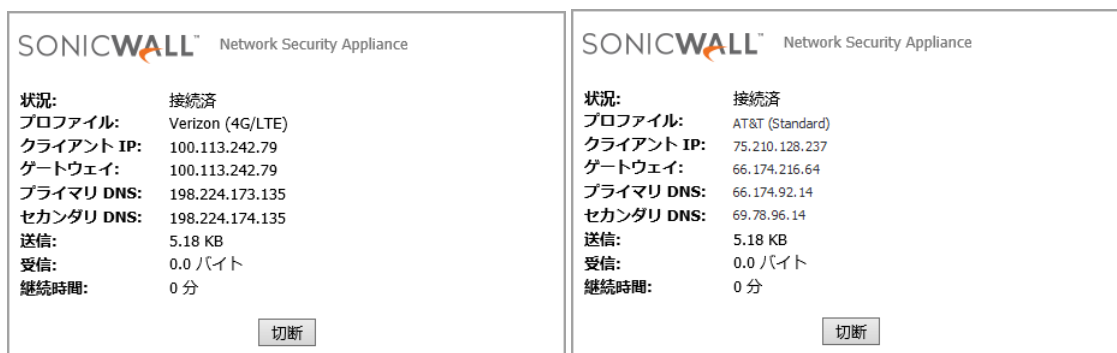 SONICWALL™ Network Security Appliance
状況: 接続済
プロファイル: Verizon (4G/LTE)
クライアント IP: 100.113.242.79
ゲートウェイ: 100.113.242.79
プライマリ DNS: 198.224.173.135
セカンダリ DNS: 198.224.174.135
送信: 5.18 KB
受信: 0.0 バイト
継続時間: 0 分
切断
SONICWALL™ Network Security Appliance
状況: 接続済
プロファイル: AT&T (Standard)
クライアント IP: 75.210.128.237
ゲートウェイ: 66.174.216.64
プライマリ DNS: 66.174.92.14
セカンダリ DNS: 69.78.96.14
送信: 5.18 KB
受信: 0.0 バイト
継続時間: 0 分
切断